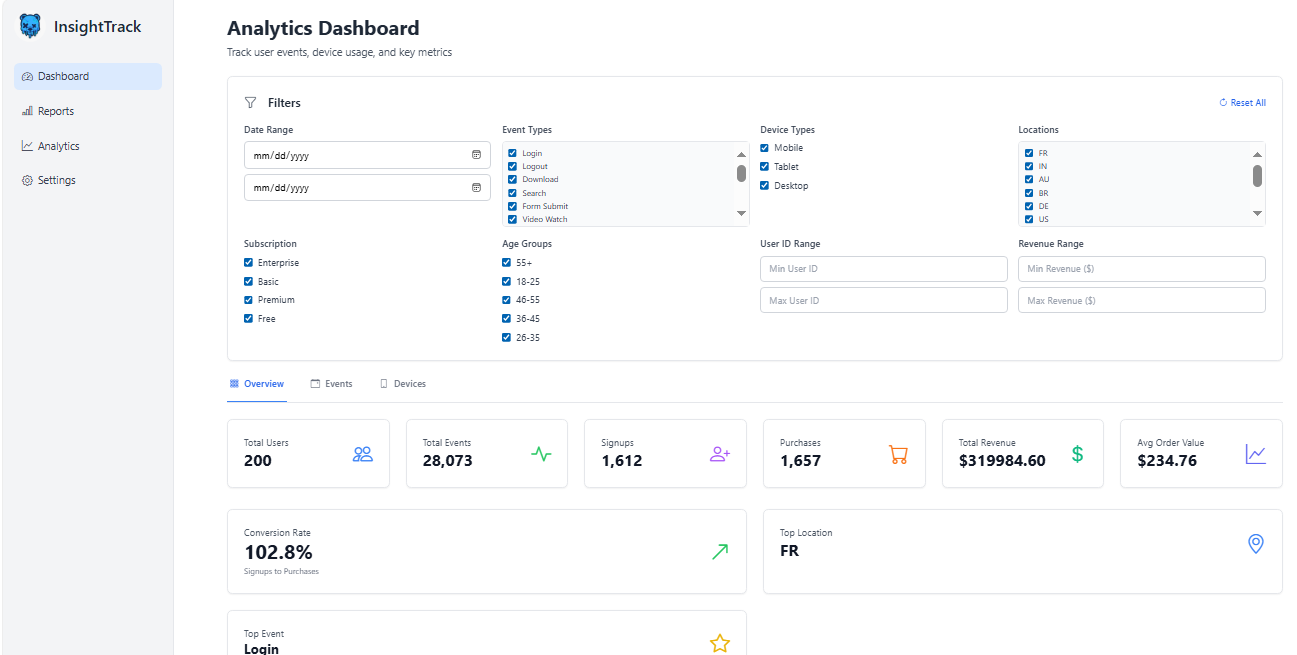 InsightTrack
Dashboard
Reports
Analytics
Settings
Analytics Dashboard
Track user events, device usage, and key metrics
Filters
Reset All
Date Range
mm/dd/yyyy
mm/dd/yyyy
Event Types
Login
Logout
Download
Search
Form Submit
Video Watch
Device Types
Mobile
Tablet
Desktop
Locations
FR
IN
AU
BR
DE
US
Subscription
Enterprise
Basic
Premium
Free
Age Groups
55+
18-25
46-55
36-45
26-35
User ID Range
Min User ID
Max User ID
Revenue Range
Min Revenue ($)
Max Revenue ($)
Overview
Events
Devices
Total Users
200
Total Events
28,073
Signups
1,612
Purchases
1,657
Total Revenue
$319984.60
Avg Order Value
$234.76
Conversion Rate
102.8%
Signups to Purchases
Top Location
FR
Top Event
Login